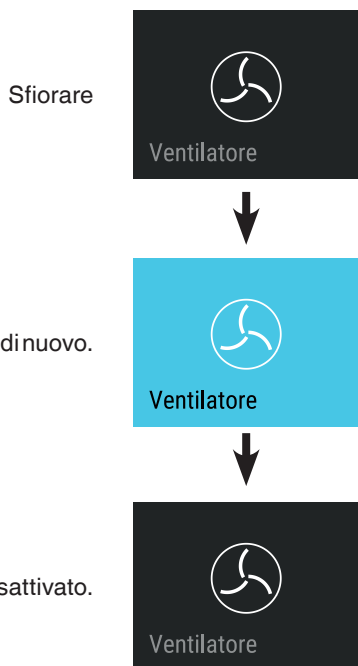 Sfiorare
Ventilatore
di nuovo.
Ventilatore
sattivato.
Ventilatore